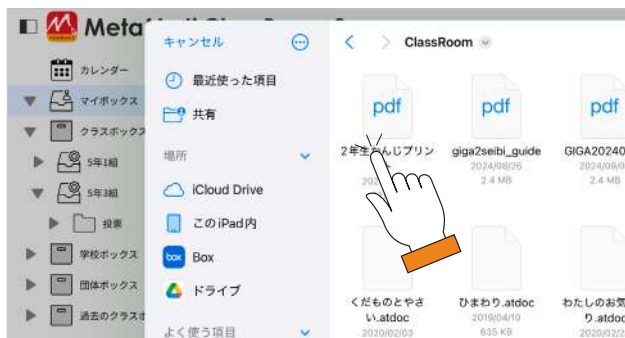 Meta
カレンダー
マイボックス
クラスボックス
5年1組
5年3組
投票
学校ボックス
団体ボックス
過去のクラスボ
キャンセル
最近使った項目
共有
場所
iCloud Drive
このiPad内
box Box
ドライブ
よく使う項目
ClassRoom
pdf
2年生かんじプリン
pdf
giga2seibi_guide
2024/08/26
2.4 MB
pdf
GIGA20240
2024/09/0
2.4 MB
くだものとやさ
い.atdoc
2020/02/03
ひまわり.atdoc
2019/04/10
635 KB
わたしのお気
り.atdoc
2020/02/2